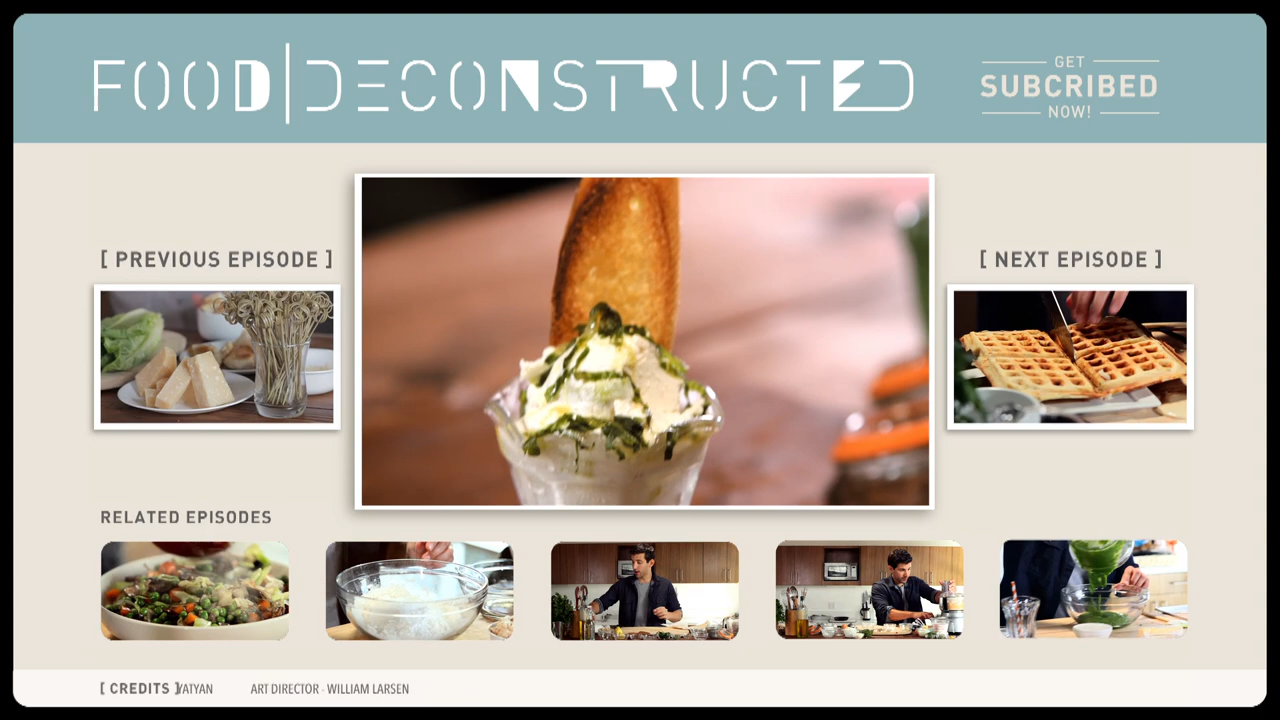 FOOD|DECONSTRUCTED
GET
SUBCRIBED
NOW!
[ PREVIOUS EPISODE ]
[ NEXT EPISODE ]
RELATED EPISODES
[ CREDITS ] ART DIRECTOR - WILLIAM LARSEN